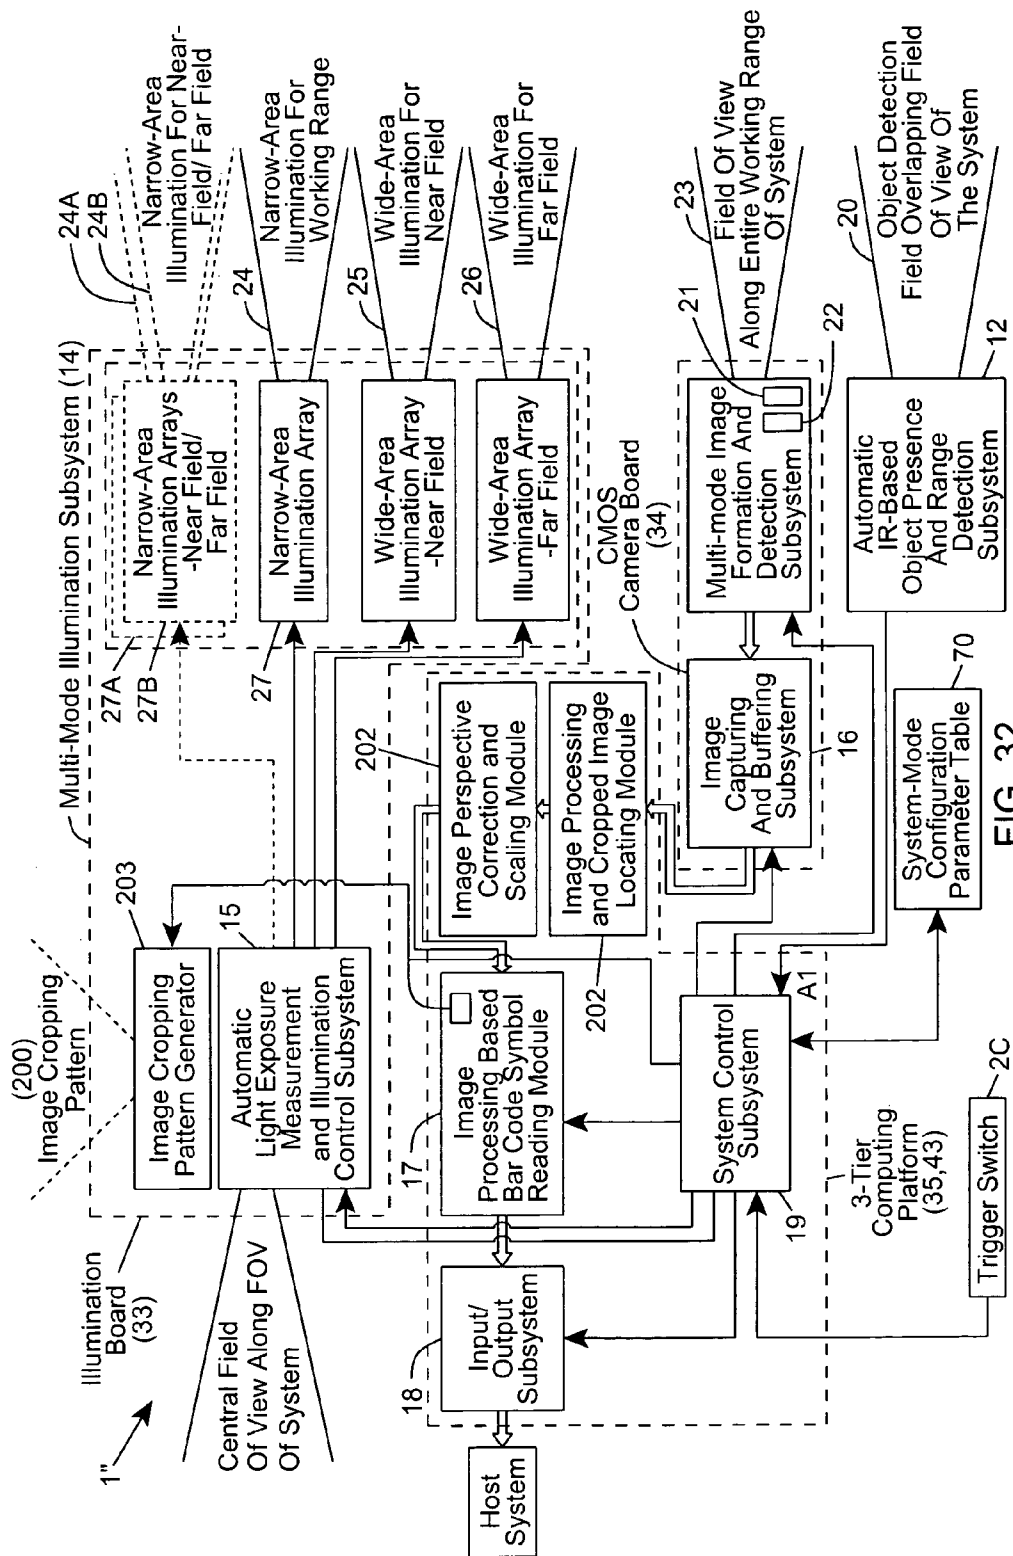 1"
Illumination
Board
(33)
(200)
Image Cropping
Pattern
203
Image Cropping
Pattern Generator
Multi-Mode Illumination Subsystem (14)
27A
27B
Narrow-Area
Illumination Arrays
-Near Field/
Far Field
24A
24B
Narrow-Area
Illumination For Near-
Field/ Far Field
Central Field
Of View Along FOV
Of System
15
Automatic
Light Exposure
Measurement
and Illumination
Control Subsystem
27
Narrow-Area
Illumination Array
24
Narrow-Area
Illumination For
Working Range
Wide-Area
Illumination Array
-Near Field
25
Wide-Area
Illumination For
Near Field
Wide-Area
Illumination Array
-Far Field
26
Wide-Area
Illumination For
Far Field
Host
System
18
Input/
Output
Subsystem
17
Image
Processing Based
Bar Code Symbol
Reading Module
202
Image Perspective
Correction and
Scaling Module
Image Processing
and Cropped Image
Locating Module
202
CMOS
Camera Board
(34)
Image
Capturing
And Buffering
Subsystem
16
Multi-mode Image
Formation And
Detection
Subsystem
21
22
23
Field Of View
Along Entire Working Range
Of System
19
System Control
Subsystem
A1
Automatic
IR-Based
Object Presence
And Range
Detection
Subsystem
12
20
Object Detection
Field Overlapping Field
Of View Of
The System
3-Tier
Computing
Platform
(35,43)
System-Mode
Configuration
Parameter Table
70
Trigger Switch
2C
FIG. 32